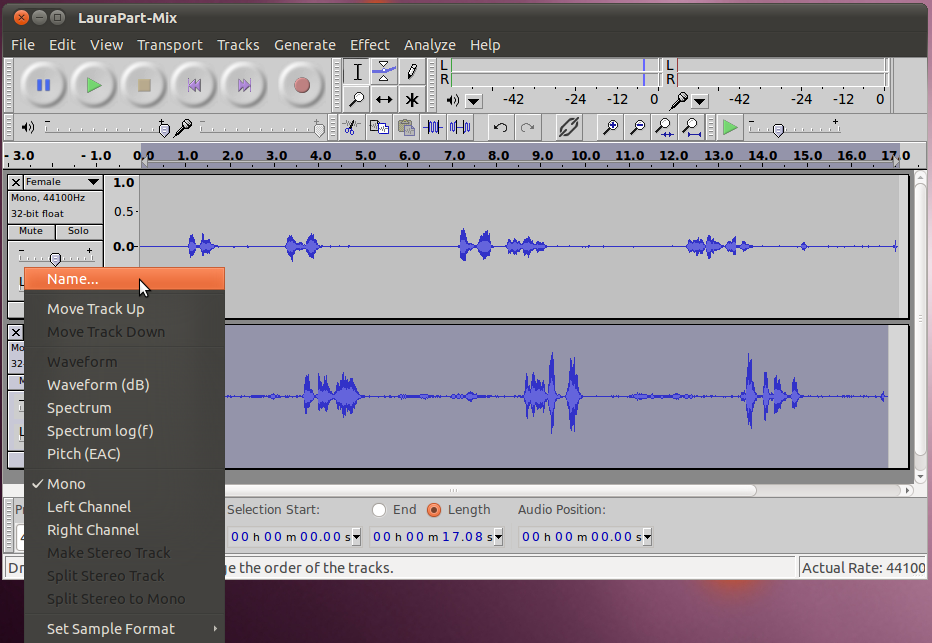 LauraPart-Mix
File Edit View Transport Tracks Generate Effect Analyze Help
L
R
-42 -24 -12 0
L
R
-42 -24 -12 0
- 3.0 - 1.0 0.0 1.0 2.0 3.0 4.0 5.0 6.0 7.0 8.0 9.0 10.0 11.0 12.0 13.0 14.0 15.0 16.0 17.0
Female
Mono, 44100Hz
32-bit float
Mute Solo
- +
L
1.0
0.5-
0.0-
Name...
Move Track Up
Move Track Down
Waveform
Waveform (dB)
Spectrum
Spectrum log(f)
Pitch (EAC)
✓ Mono
Left Channel
Right Channel
Make Stereo Track
Split Stereo Track
Split Stereo to Mono
Set Sample Format
Mo
32
M
L
Selection Start: End Length Audio Position:
00 h 00 m 00.00 s 00 h 00 m 17.08 s 00 h 00 m 00.00 s
Dr
ge the order of the tracks.
Actual Rate: 44100